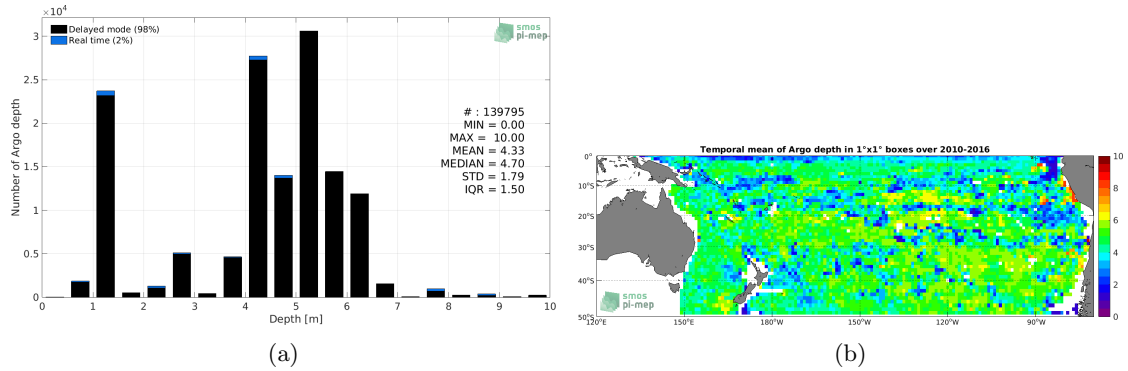 ×10⁴
Delayed mode (98%)
Real time (2%)
smos
pi-mep
3
2.5
2
1.5
1
0.5
0
Number of Argo depth
# : 139795
MIN = 0.00
MAX = 10.00
MEAN = 4.33
MEDIAN = 4.70
STD = 1.79
IQR = 1.50
0 1 2 3 4 5 6 7 8 9 10
Depth [m]
(a)
Temporal mean of Argo depth in 1°x1° boxes over 2010-2016
0°
10°S
20°S
30°S
40°S
50°S
120°E 150°E 180°W 150°W 120°W 90°W
smos
pi-mep
10
8
6
4
2
0
(b)